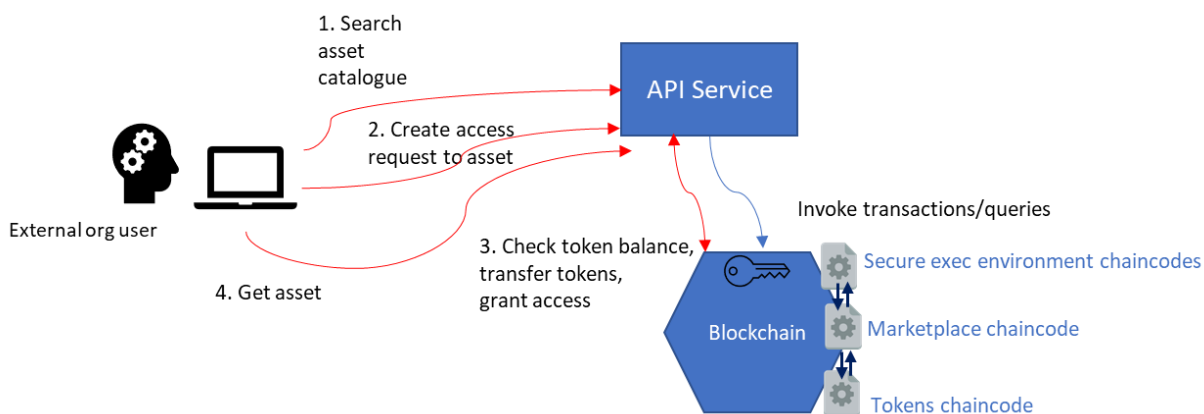 1. Search
asset
catalogue
API Service
2. Create access
request to asset
External org user
Invoke transactions/queries
3. Check token balance,
transfer tokens,
grant access
4. Get asset
Secure exec environment chaincodes
Blockchain
Marketplace chaincode
Tokens chaincode